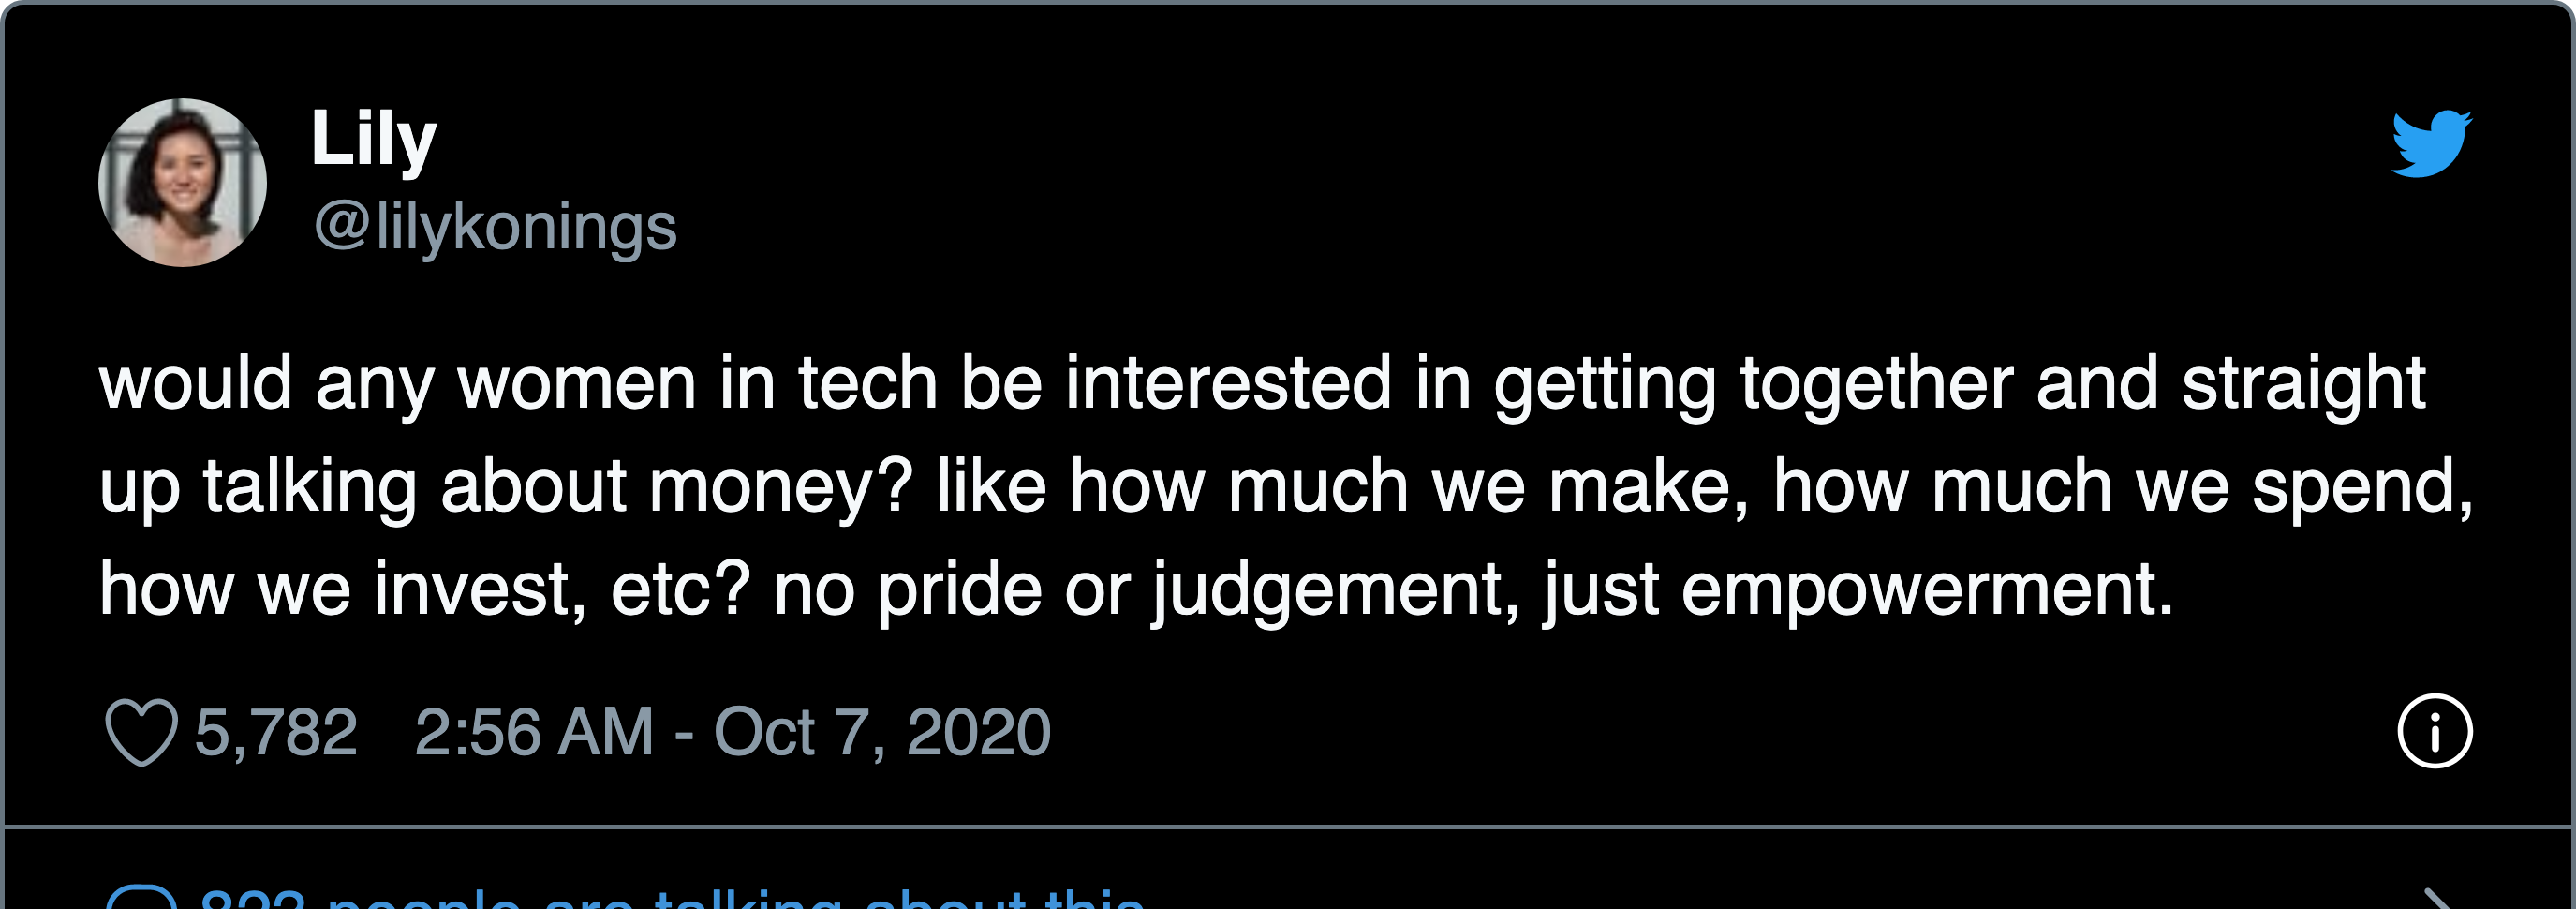 Lily
@lilykonings
would any women in tech be interested in getting together and straight
up talking about money? like how much we make, how much we spend,
how we invest, etc? no pride or judgement, just empowerment.
5,782 2:56 AM - Oct 7, 2020
people are talking about this